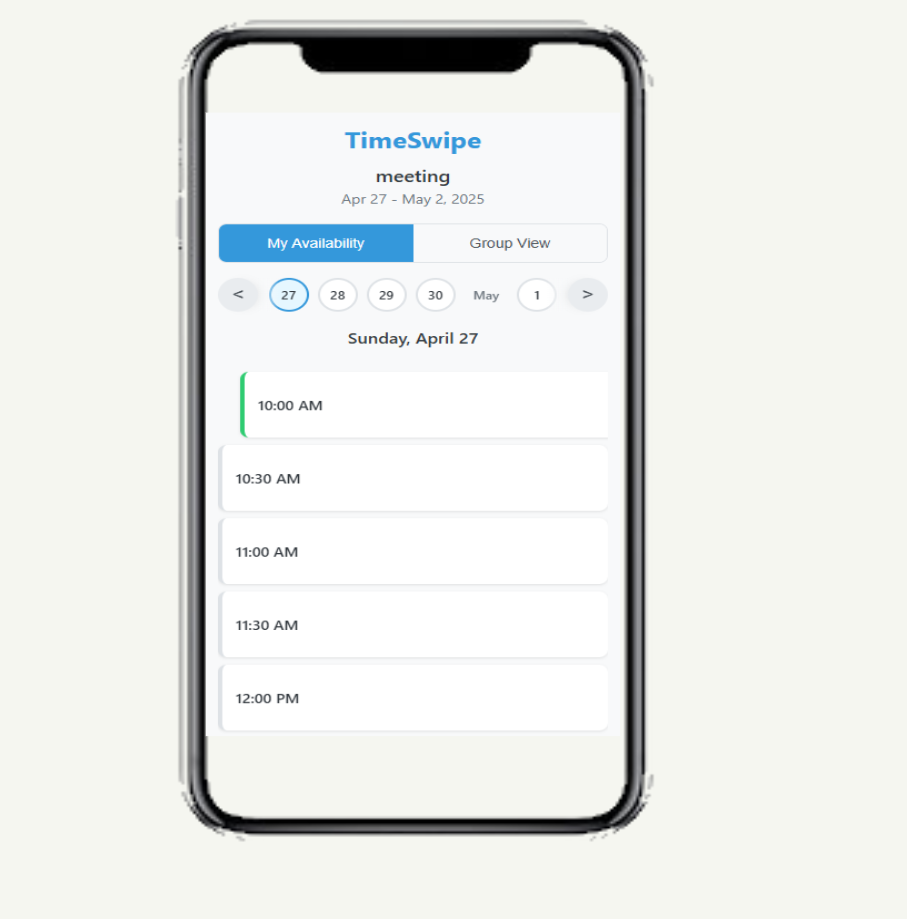 TimeSwipe
meeting
Apr 27 - May 2, 2025
My Availability Group View
< 27 28 29 30 May 1 >
Sunday, April 27
10:00 AM
10:30 AM
11:00 AM
11:30 AM
12:00 PM